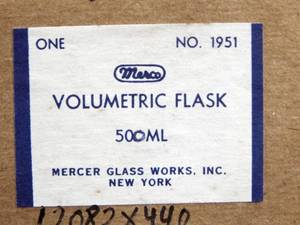 ONE NO. 1951
Merco
VOLUMETRIC FLASK
500ML
MERCER GLASS WORKS, INC.
NEW YORK
12082X440